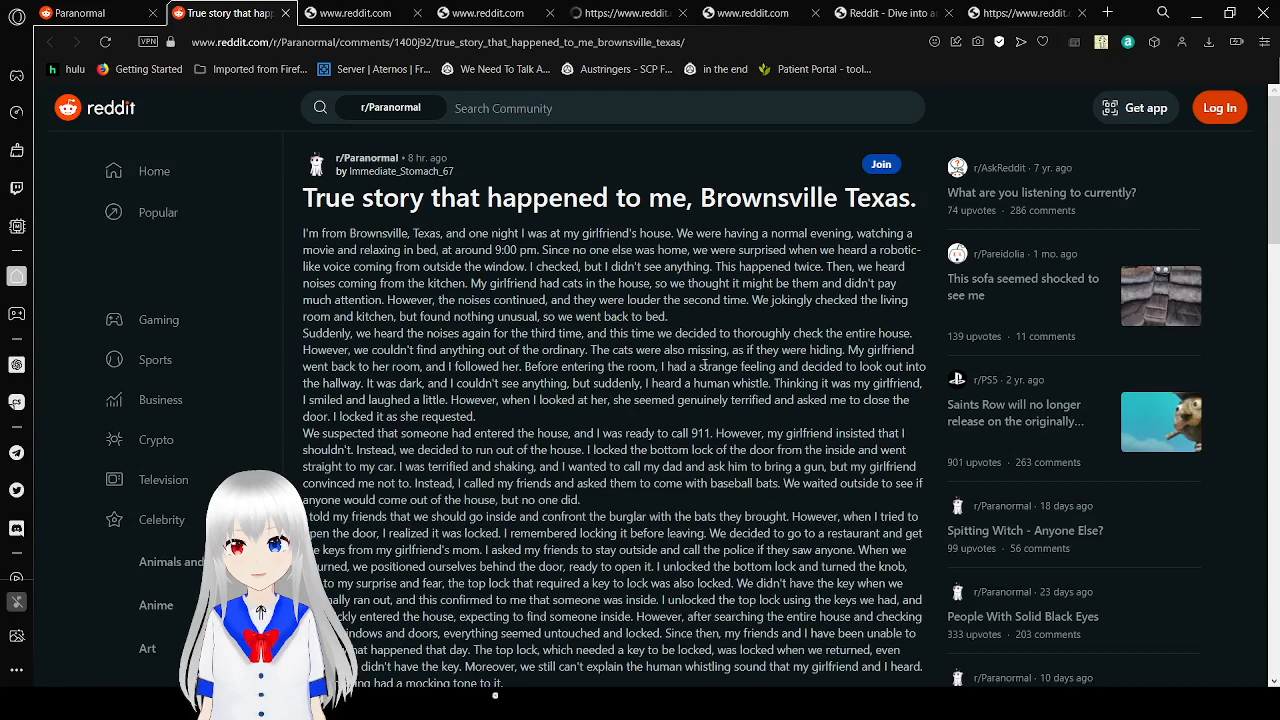 Paranormal
True story that hap
www.reddit.com
www.reddit.com
https://www.reddit.
www.reddit.com
Reddit - Dive into a
https://www.reddit.c
VPN
www.reddit.com/r/Paranormal/comments/1400j92/true_story_that_happened_to_me_brownsville_texas/
hulu
Getting Started
Imported from Firef...
Server | Aternos | Fr...
We Need To Talk A...
Austringers - SCP F...
in the end
Patient Portal - tool...
reddit
r/Paranormal
Search Community
Get app
Log In
Home
Popular
Gaming
Sports
Business
Crypto
Television
Celebrity
Animals and
Anime
Art
r/Paranormal • 8 hr. ago
by Immediate_Stomach_67
Join
True story that happened to me, Brownsville Texas.
I'm from Brownsville, Texas, and one night I was at my girlfriend's house. We were having a normal evening, watching a
movie and relaxing in bed, at around 9:00 pm. Since no one else was home, we were surprised when we heard a robotic-
like voice coming from outside the window. I checked, but I didn't see anything. This happened twice. Then, we heard
noises coming from the kitchen. My girlfriend had cats in the house, so we thought it might be them and didn't pay
much attention. However, the noises continued, and they were louder the second time. We jokingly checked the living
room and kitchen, but found nothing unusual, so we went back to bed.
Suddenly, we heard the noises again for the third time, and this time we decided to thoroughly check the entire house.
However, we couldn't find anything out of the ordinary. The cats were also missing, as if they were hiding. My girlfriend
went back to her room, and I followed her. Before entering the room, I had a strange feeling and decided to look out into
the hallway. It was dark, and I couldn't see anything, but suddenly, I heard a human whistle. Thinking it was my girlfriend,
I smiled and laughed a little. However, when I looked at her, she seemed genuinely terrified and asked me to close the
door. I locked it as she requested.
We suspected that someone had entered the house, and I was ready to call 911. However, my girlfriend insisted that I
shouldn't. Instead, we decided to run out of the house. I locked the bottom lock of the door from the inside and went
straight to my car. I was terrified and shaking, and I wanted to call my dad and ask him to bring a gun, but my girlfriend
convinced me not to. Instead, I called my friends and asked them to come with baseball bats. We waited outside to see if
anyone would come out of the house, but no one did.
told my friends that we should go inside and confront the burglar with the bats they brought. However, when I tried to
pen the door, I realized it was locked. I remembered locking it before leaving. We decided to go to a restaurant and get
e keys from my girlfriend's mom. I asked my friends to stay outside and call the police if they saw anyone. When we
urned, we positioned ourselves behind the door, ready to open it. I unlocked the bottom lock and turned the knob,
to my surprise and fear, the top lock that required a key to lock was also locked. We didn't have the key when we
nally ran out, and this confirmed to me that someone was inside. I unlocked the top lock using the keys we had, and
ckly entered the house, expecting to find someone inside. However, after searching the entire house and checking
indows and doors, everything seemed untouched and locked. Since then, my friends and I have been unable to
hat happened that day. The top lock, which needed a key to be locked, was locked when we returned, even
didn't have the key. Moreover, we still can't explain the human whistling sound that my girlfriend and I heard.
ing had a mocking tone to it.
r/AskReddit • 7 yr. ago
What are you listening to currently?
74 upvotes • 286 comments
r/Pareidolia • 1 mo. ago
This sofa seemed shocked to
see me
139 upvotes • 11 comments
r/PS5 • 2 yr. ago
Saints Row will no longer
release on the originally...
901 upvotes • 263 comments
r/Paranormal • 18 days ago
Spitting Witch - Anyone Else?
99 upvotes • 56 comments
r/Paranormal • 23 days ago
People With Solid Black Eyes
333 upvotes • 203 comments
r/Paranormal • 10 days ago